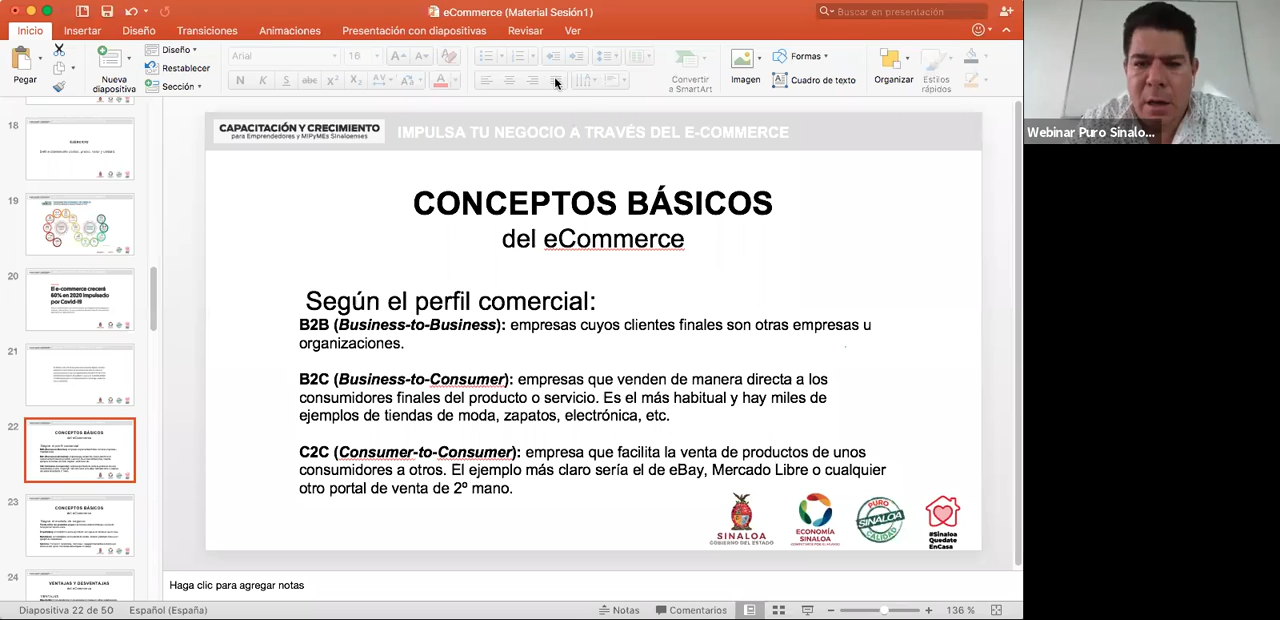 eCommerce (Material Sesión1)
Buscar en presentación
Inicio
Insertar
Diseño
Transiciones
Animaciones
Presentación con diapositivas
Revisar
Ver
Pegar
Nueva
diapositiva
Diseño
Restablecer
Sección
Arial
16
N K S abc X² X₂
Convertir
a SmartArt
Imagen
Formas
Cuadro de texto
Organizar
Estilos
rápidos
Webinar Puro Sinalo...
18
19
20
El e-commerce crecerá
60% en 2020 impulsado
por Covid-19
21
22
CONCEPTOS BÁSICOS
del eCommerce
23
CONCEPTOS BÁSICOS
24
VENTAJAS Y DESVENTAJAS
del eCommerce
VENTAJAS
CAPACITACIÓN Y CRECIMIENTO
para Emprendedores y MIPyMEs Sinaloenses
IMPULSA TU NEGOCIO A TRAVÉS DEL E-COMMERCE
CONCEPTOS BÁSICOS
del eCommerce
Según el perfil comercial:
B2B (Business-to-Business): empresas cuyos clientes finales son otras empresas u
organizaciones.
B2C (Business-to-Consumer): empresas que venden de manera directa a los
consumidores finales del producto o servicio. Es el más habitual y hay miles de
ejemplos de tiendas de moda, zapatos, electrónica, etc.
C2C (Consumer-to-Consumer): empresa que facilita la venta de productos de unos
consumidores a otros. El ejemplo más claro sería el de eBay, Mercado Libre o cualquier
otro portal de venta de 2º mano.
SINALOA
GOBIERNO DEL ESTADO
ECONOMÍA
SINALOA
PURO
SINALOA
CALIDAD
#Sinaloa
Quedate
EnCasa
Haga clic para agregar notas
Diapositiva 22 de 50
Español (España)
Notas
Comentarios
136 %